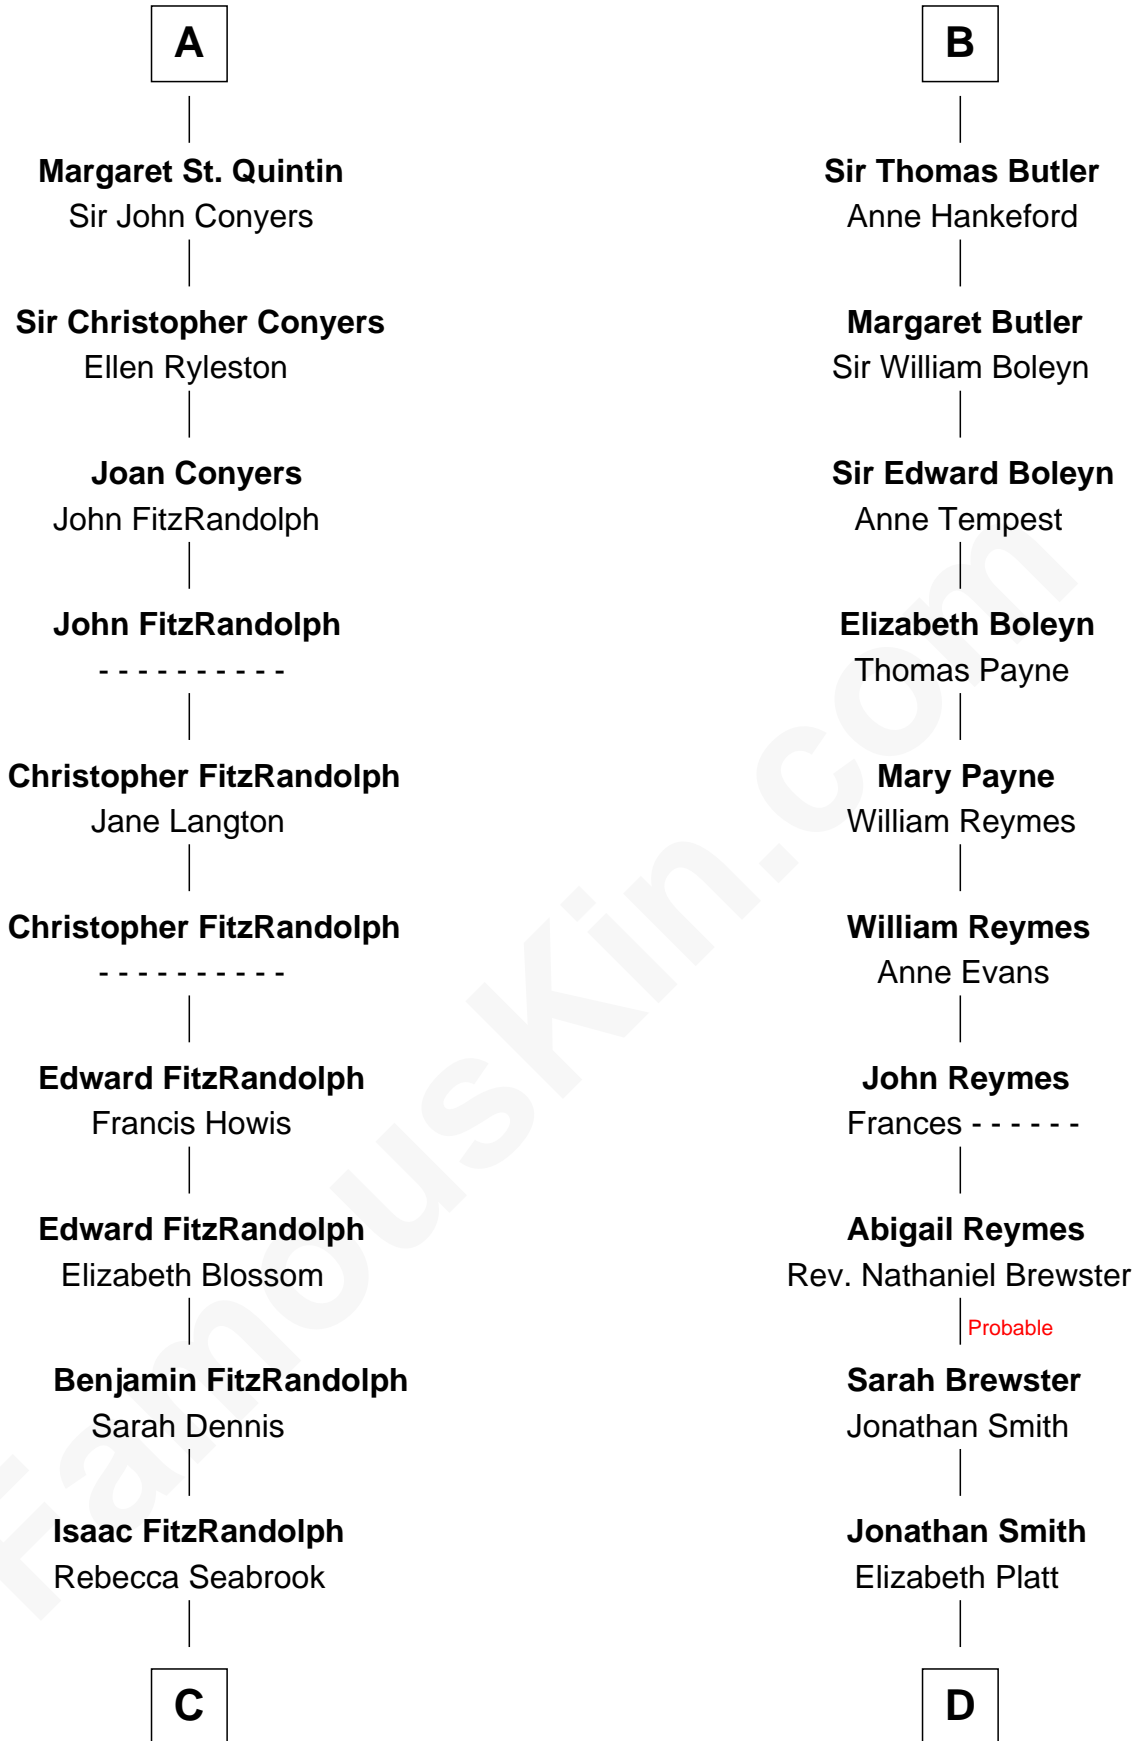 A
Margaret St. Quintin
Sir John Conyers
Sir Christopher Conyers
Ellen Ryleston
Joan Conyers
John FitzRandolph
John FitzRandolph
- - - - - - - - - -
Christopher FitzRandolph
Jane Langton
Christopher FitzRandolph
- - - - - - - - - -
Edward FitzRandolph
Francis Howis
Edward FitzRandolph
Elizabeth Blossom
Benjamin FitzRandolph
Sarah Dennis
Isaac FitzRandolph
Rebecca Seabrook
C
B
Sir Thomas Butler
Anne Hankeford
Margaret Butler
Sir William Boleyn
Sir Edward Boleyn
Anne Tempest
Elizabeth Boleyn
Thomas Payne
Mary Payne
William Reymes
William Reymes
Anne Evans
John Reymes
Frances - - - - - -
Abigail Reymes
Rev. Nathaniel Brewster
Probable
Sarah Brewster
Jonathan Smith
Jonathan Smith
Elizabeth Platt
D
FamousKin.com